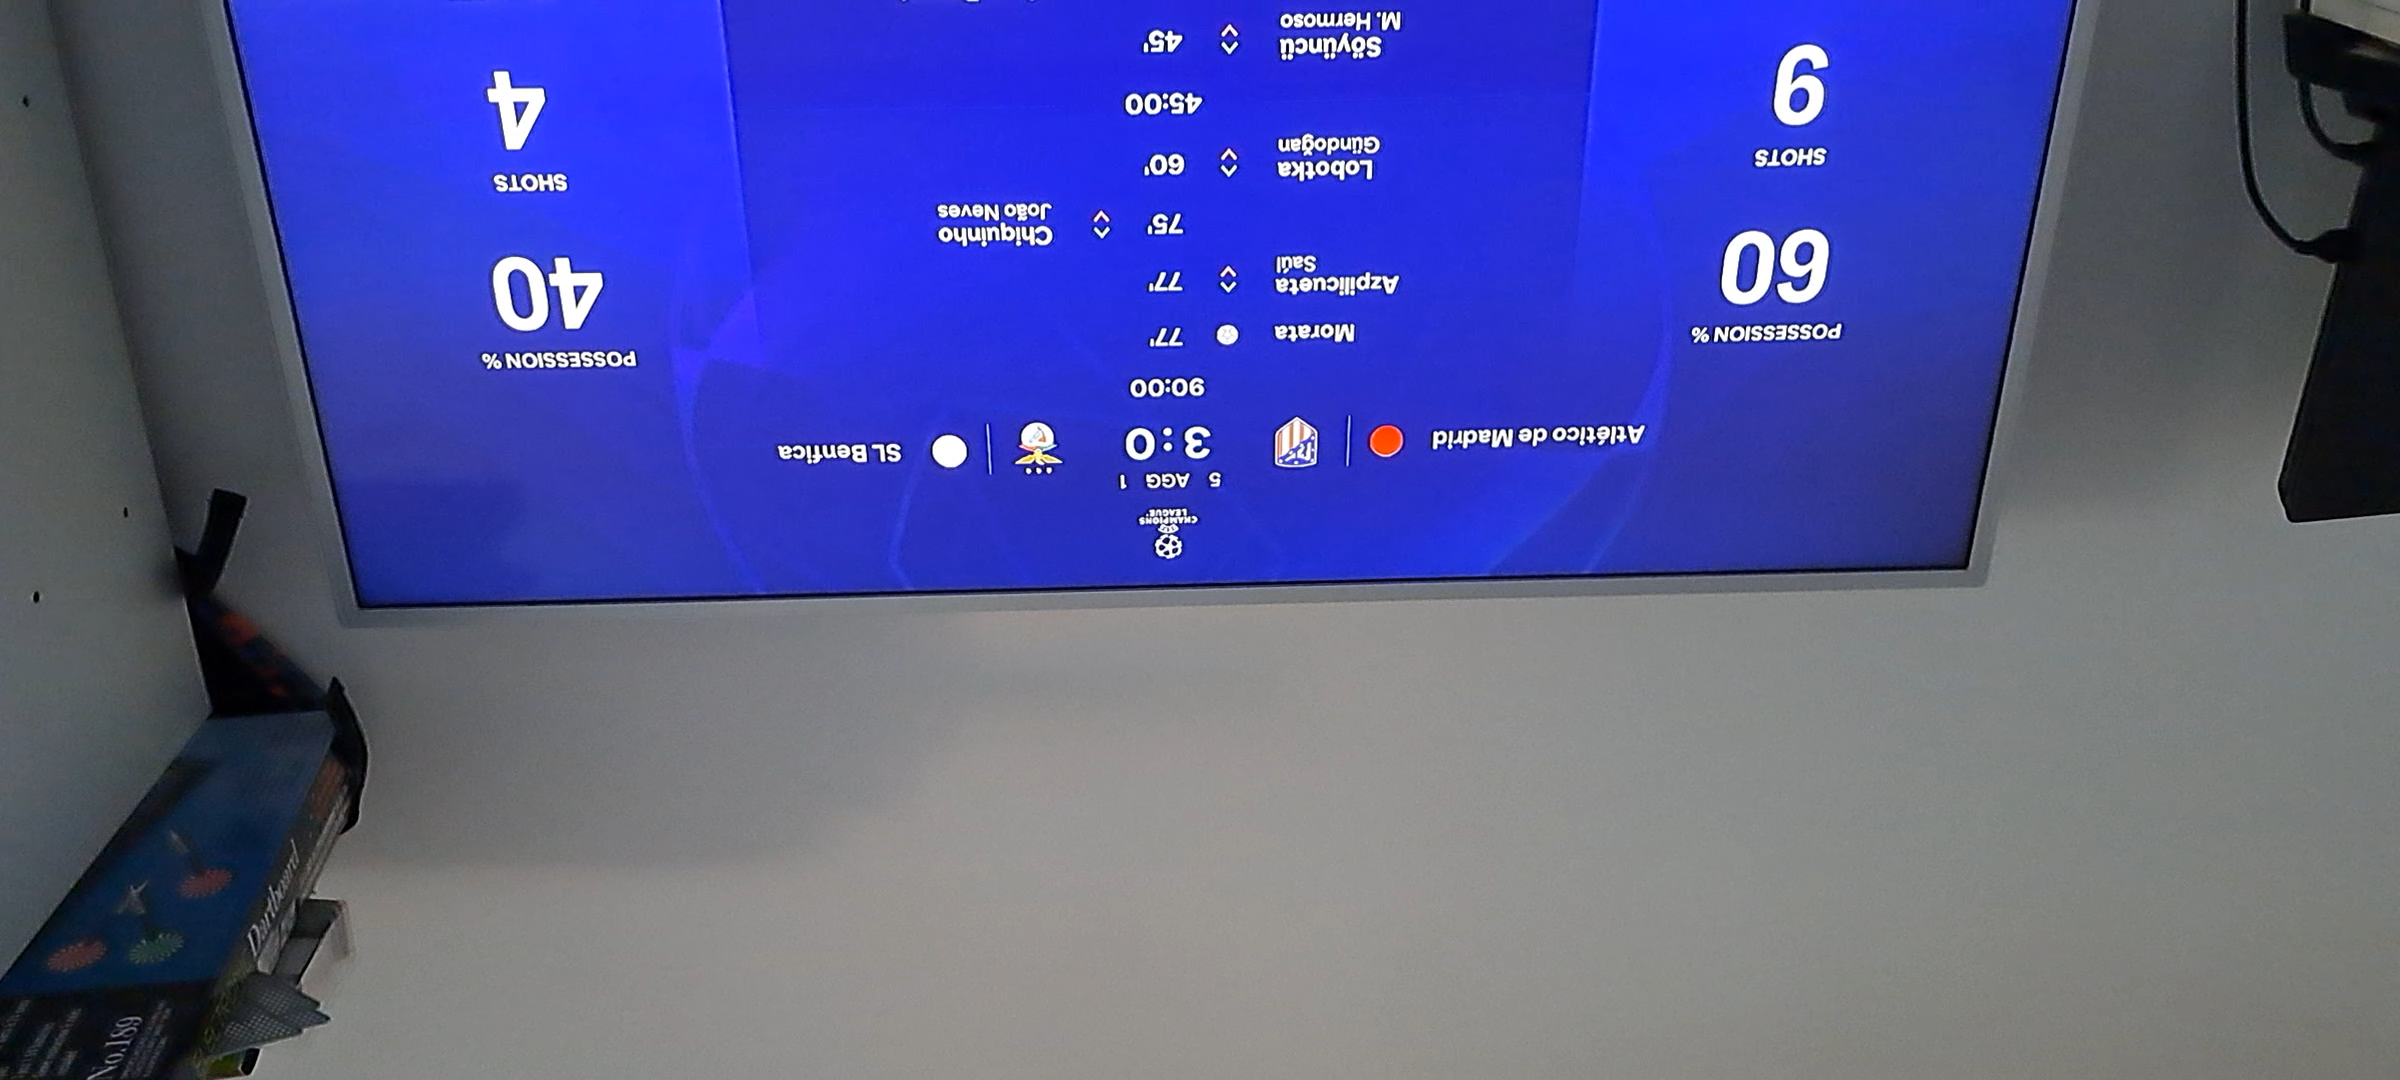 CHAMPIONS
LEAGUE
5 AGG 1
Atlético de Madrid 3:0 SL Benfica
90:00
POSSESSION %
60
SHOTS
6
Morata 77'
Azpilicueta 77'
Saúl
75' Chiquinho
João Neves
Lobotka 60'
Gündoğan
45:00
Söyüncü 45'
M. Hermoso
POSSESSION %
40
SHOTS
4
Dartboard
No.189